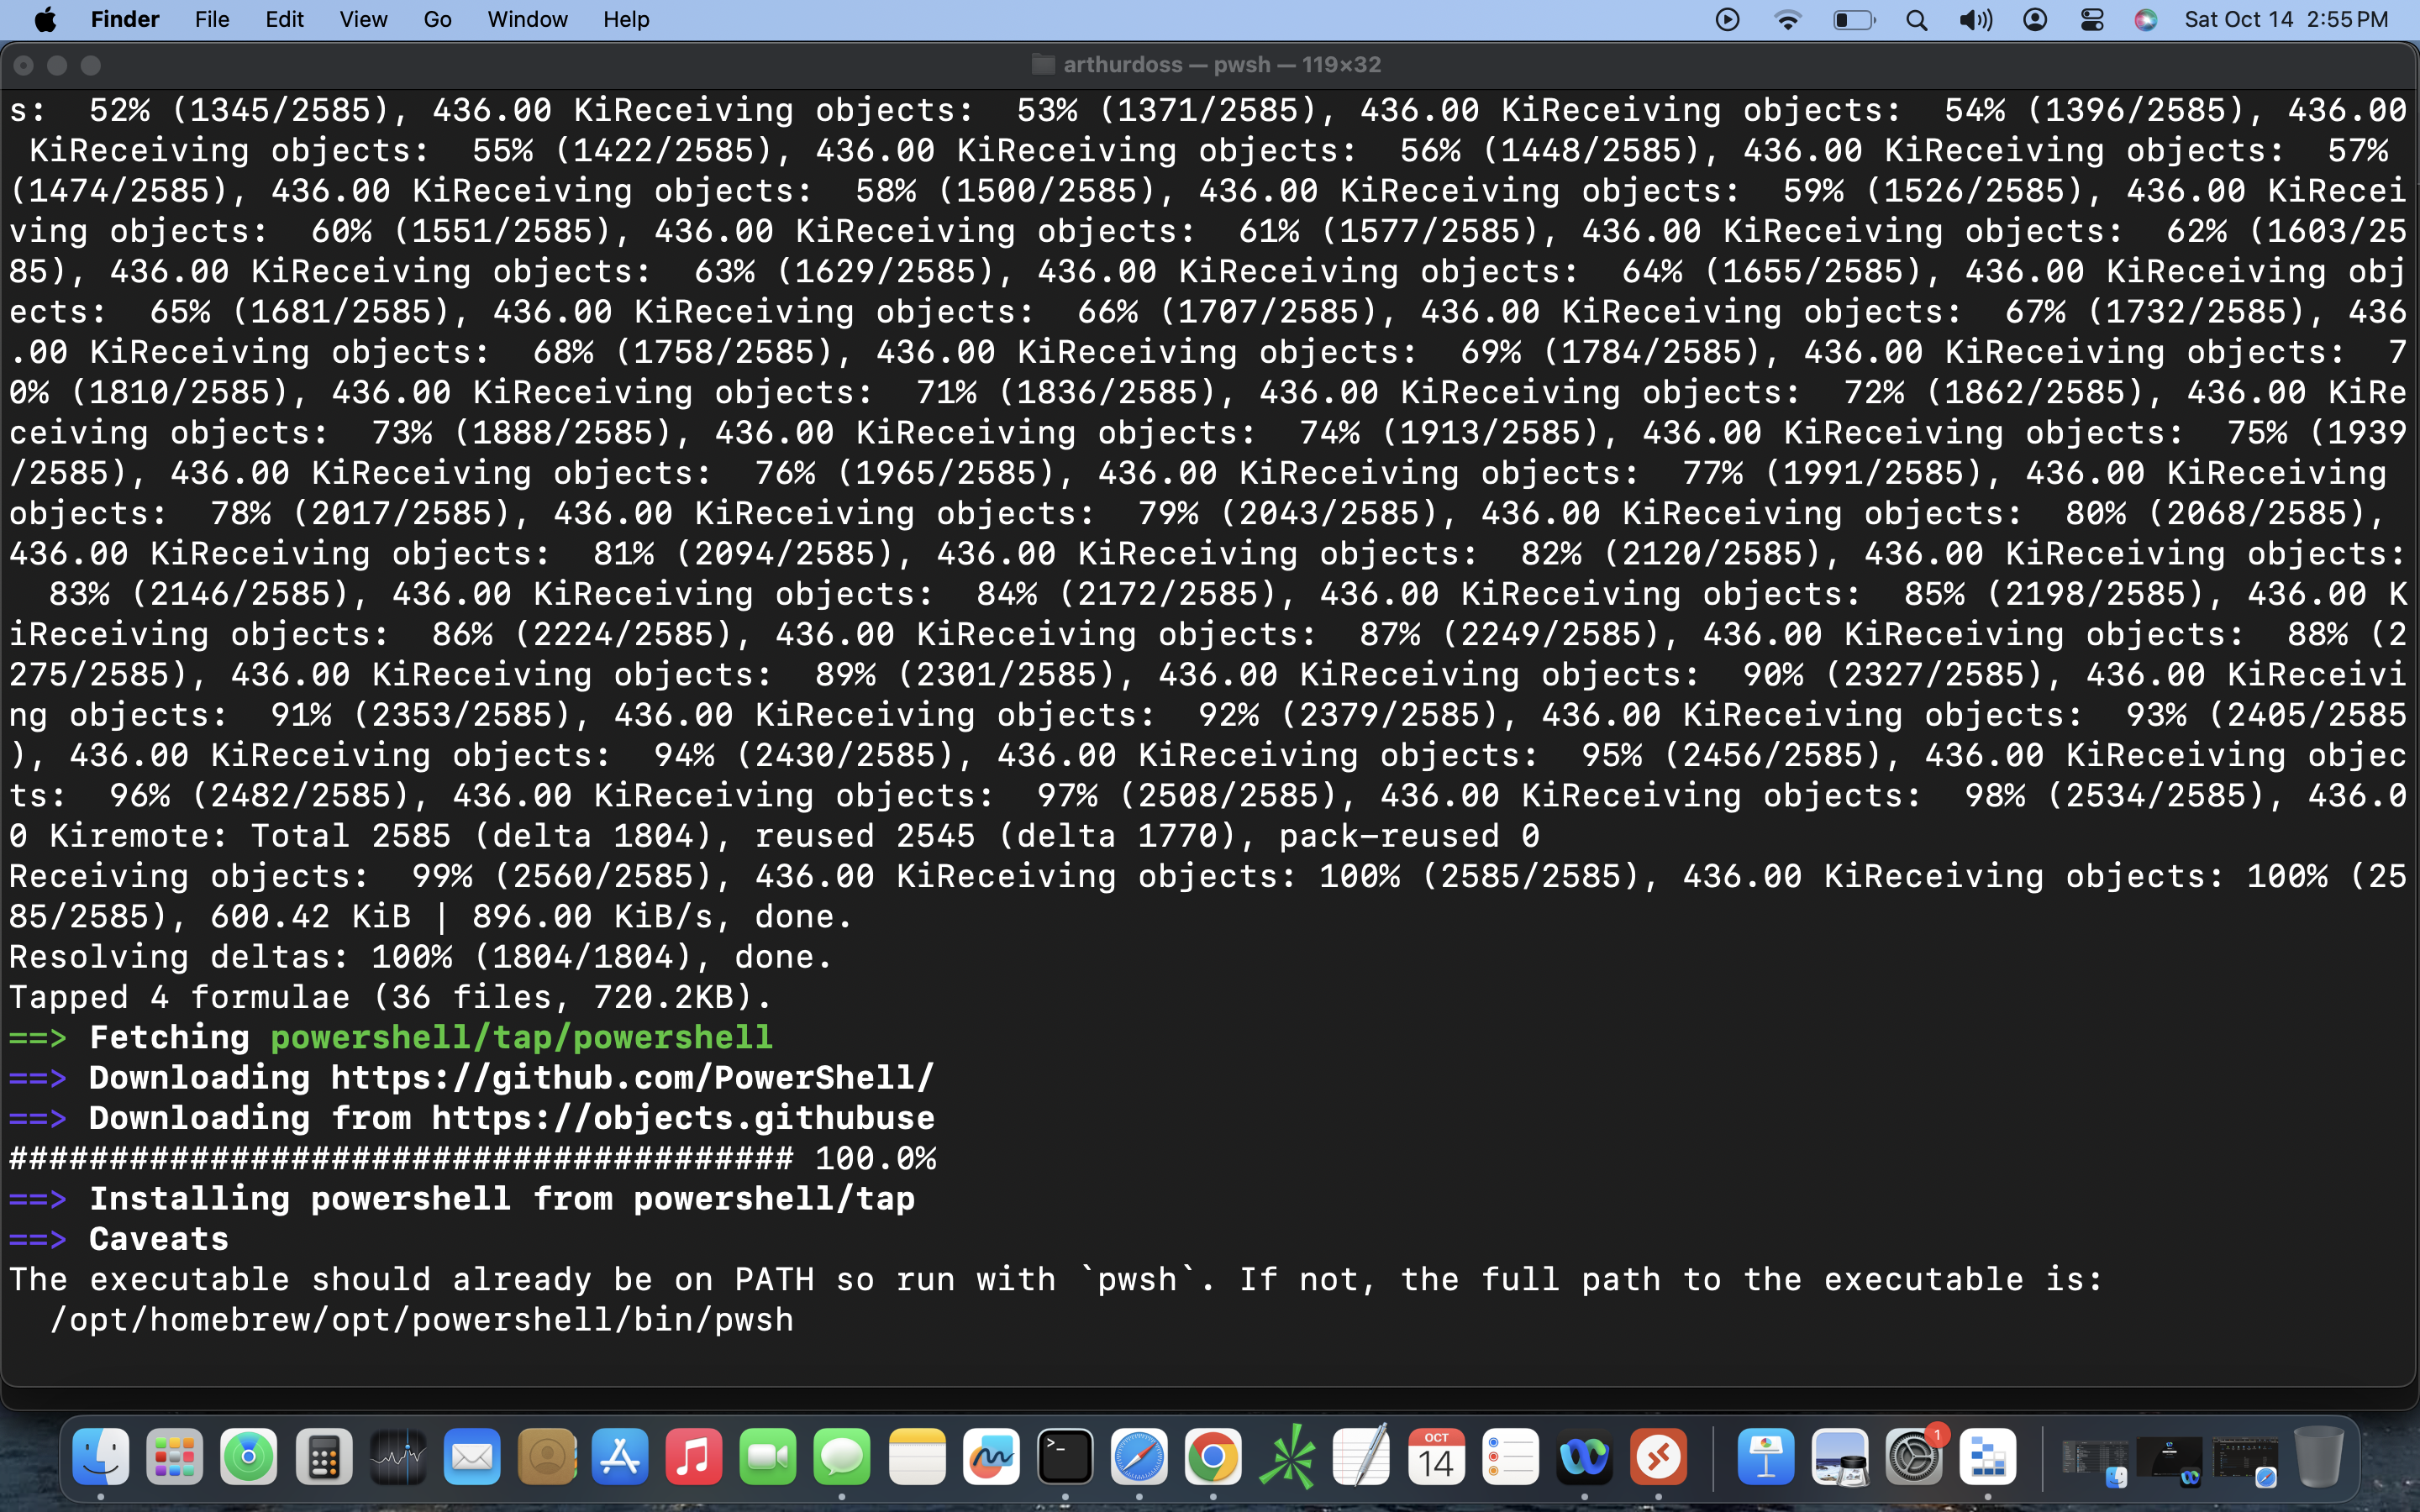 Finder File Edit View Go Window Help Sat Oct 14 2:55 PM
arthurdoss — pwsh — 119×32
s:  52% (1345/2585), 436.00 KiReceiving objects:  53% (1371/2585), 436.00 KiReceiving objects:  54% (1396/2585), 436.00
 KiReceiving objects:  55% (1422/2585), 436.00 KiReceiving objects:  56% (1448/2585), 436.00 KiReceiving objects:  57%
(1474/2585), 436.00 KiReceiving objects:  58% (1500/2585), 436.00 KiReceiving objects:  59% (1526/2585), 436.00 KiRecei
ving objects:  60% (1551/2585), 436.00 KiReceiving objects:  61% (1577/2585), 436.00 KiReceiving objects:  62% (1603/25
85), 436.00 KiReceiving objects:  63% (1629/2585), 436.00 KiReceiving objects:  64% (1655/2585), 436.00 KiReceiving obj
ects:  65% (1681/2585), 436.00 KiReceiving objects:  66% (1707/2585), 436.00 KiReceiving objects:  67% (1732/2585), 436
.00 KiReceiving objects:  68% (1758/2585), 436.00 KiReceiving objects:  69% (1784/2585), 436.00 KiReceiving objects:  7
0% (1810/2585), 436.00 KiReceiving objects:  71% (1836/2585), 436.00 KiReceiving objects:  72% (1862/2585), 436.00 KiRe
ceiving objects:  73% (1888/2585), 436.00 KiReceiving objects:  74% (1913/2585), 436.00 KiReceiving objects:  75% (1939
/2585), 436.00 KiReceiving objects:  76% (1965/2585), 436.00 KiReceiving objects:  77% (1991/2585), 436.00 KiReceiving
objects:  78% (2017/2585), 436.00 KiReceiving objects:  79% (2043/2585), 436.00 KiReceiving objects:  80% (2068/2585),
436.00 KiReceiving objects:  81% (2094/2585), 436.00 KiReceiving objects:  82% (2120/2585), 436.00 KiReceiving objects:
  83% (2146/2585), 436.00 KiReceiving objects:  84% (2172/2585), 436.00 KiReceiving objects:  85% (2198/2585), 436.00 K
iReceiving objects:  86% (2224/2585), 436.00 KiReceiving objects:  87% (2249/2585), 436.00 KiReceiving objects:  88% (2
275/2585), 436.00 KiReceiving objects:  89% (2301/2585), 436.00 KiReceiving objects:  90% (2327/2585), 436.00 KiReceivi
ng objects:  91% (2353/2585), 436.00 KiReceiving objects:  92% (2379/2585), 436.00 KiReceiving objects:  93% (2405/2585
), 436.00 KiReceiving objects:  94% (2430/2585), 436.00 KiReceiving objects:  95% (2456/2585), 436.00 KiReceiving objec
ts:  96% (2482/2585), 436.00 KiReceiving objects:  97% (2508/2585), 436.00 KiReceiving objects:  98% (2534/2585), 436.0
0 Kiremote: Total 2585 (delta 1804), reused 2545 (delta 1770), pack-reused 0
Receiving objects:  99% (2560/2585), 436.00 KiReceiving objects: 100% (2585/2585), 436.00 KiReceiving objects: 100% (25
85/2585), 600.42 KiB | 896.00 KiB/s, done.
Resolving deltas: 100% (1804/1804), done.
Tapped 4 formulae (36 files, 720.2KB).
==> Fetching powershell/tap/powershell
==> Downloading https://github.com/PowerShell/
==> Downloading from https://objects.githubuse
####################################### 100.0%
==> Installing powershell from powershell/tap
==> Caveats
The executable should already be on PATH so run with `pwsh`. If not, the full path to the executable is:
  /opt/homebrew/opt/powershell/bin/pwsh
OCT
14
1